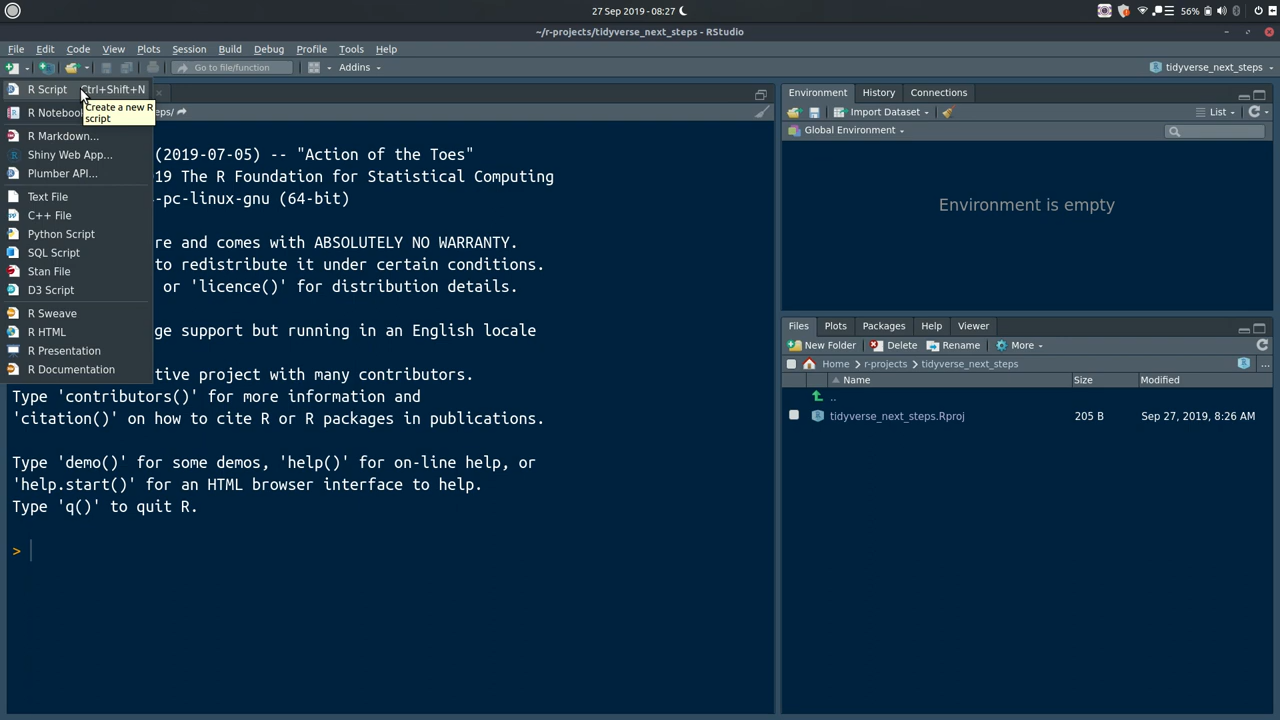 27 Sep 2019 - 08:27
56%
~/r-projects/tidyverse_next_steps - RStudio
File Edit Code View Plots Session Build Debug Profile Tools Help
Go to file/function
Addins
tidyverse_next_steps
R Script Ctrl+Shift+N
Create a new R
script
R Notebook
R Markdown...
Shiny Web App...
Plumber API...
Text File
C++ File
Python Script
SQL Script
Stan File
D3 Script
R Sweave
R HTML
R Presentation
R Documentation
(2019-07-05) -- "Action of the Toes"
19 The R Foundation for Statistical Computing
-pc-linux-gnu (64-bit)
re and comes with ABSOLUTELY NO WARRANTY.
to redistribute it under certain conditions.
or 'licence()' for distribution details.
ge support but running in an English locale
tive project with many contributors.
Type 'contributors()' for more information and
'citation()' on how to cite R or R packages in publications.
Type 'demo()' for some demos, 'help()' for on-line help, or
'help.start()' for an HTML browser interface to help.
Type 'q()' to quit R.
>
Environment History Connections
Import Dataset List
Global Environment
Environment is empty
Files Plots Packages Help Viewer
New Folder Delete Rename More
Home r-projects tidyverse_next_steps ...
Name Size Modified
..
tidyverse_next_steps.Rproj 205 B Sep 27, 2019, 8:26 AM